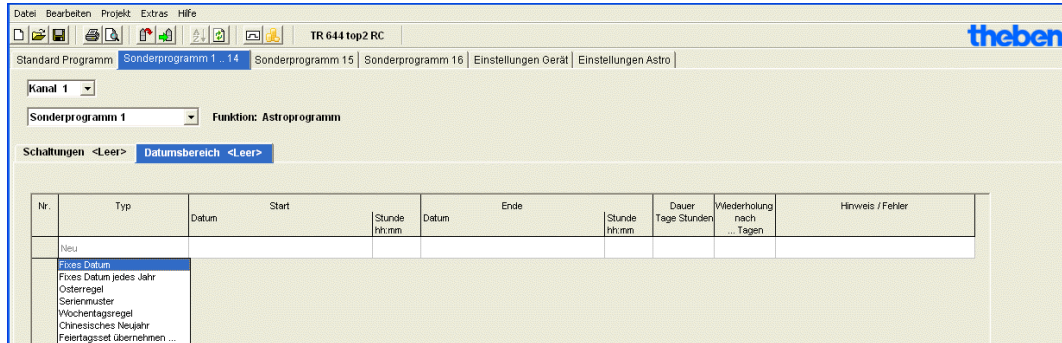 Datei Bearbeiten Projekt Extras Hilfe
TR 644 top2 RC
theben
Standard Programm Sonderprogramm 1 .. 14 Sonderprogramm 15 Sonderprogramm 16 Einstellungen Gerät Einstellungen Astro
Kanal 1
Sonderprogramm 1 Funktion: Astroprogramm
Schaltungen <Leer> Datumsbereich <Leer>
Nr. Typ Start Ende Dauer Wiederholung Hinweis / Fehler
Datum Stunde Datum Stunde Tage Stunden nach
hh:mm hh:mm ... Tagen
Neu
Fixes Datum
Fixes Datum jedes Jahr
Osterregel
Serienmuster
Wochentagsregel
Chinesisches Neujahr
Feiertagsset übernehmen ...